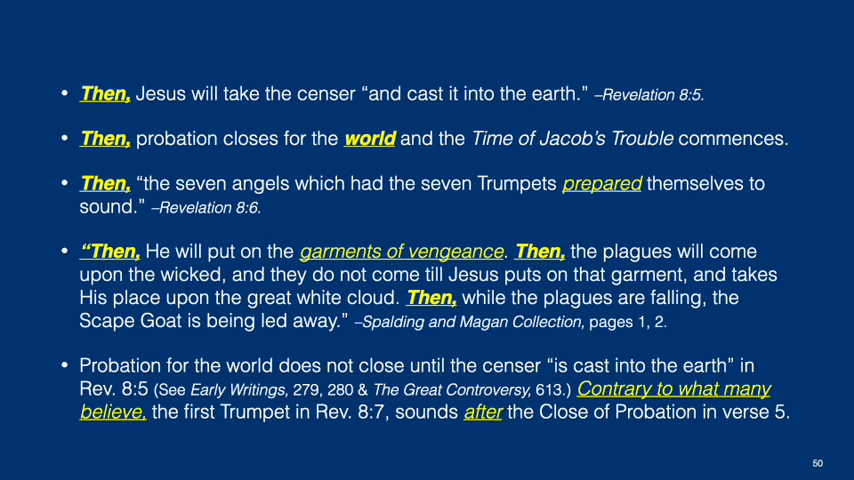 • Then, Jesus will take the censer “and cast it into the earth.” –Revelation 8:5.
• Then, probation closes for the world and the Time of Jacob’s Trouble commences.
• Then, “the seven angels which had the seven Trumpets prepared themselves to
sound.” –Revelation 8:6.
• “Then, He will put on the garments of vengeance. Then, the plagues will come
upon the wicked, and they do not come till Jesus puts on that garment, and takes
His place upon the great white cloud. Then, while the plagues are falling, the
Scape Goat is being led away.” –Spalding and Magan Collection, pages 1, 2.
• Probation for the world does not close until the censer “is cast into the earth” in
Rev. 8:5 (See Early Writings, 279, 280 & The Great Controversy, 613.) Contrary to what many
believe, the first Trumpet in Rev. 8:7, sounds after the Close of Probation in verse 5.
50